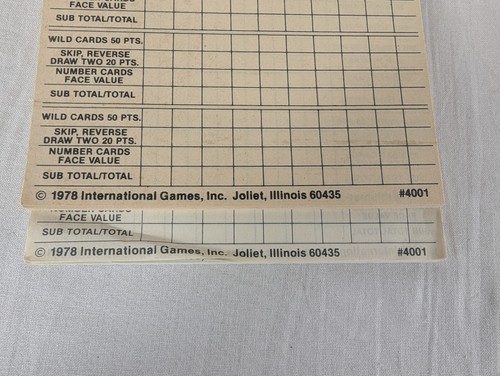 FACE VALUE
SUB TOTAL/TOTAL
WILD CARDS 50 PTS.
SKIP, REVERSE
DRAW TWO 20 PTS.
NUMBER CARDS
FACE VALUE
SUB TOTAL/TOTAL
WILD CARDS 50 PTS.
SKIP, REVERSE
DRAW TWO 20 PTS.
NUMBER CARDS
FACE VALUE
SUB TOTAL/TOTAL
© 1978 International Games, Inc. Joliet, Illinois 60435 #4001
NUMBER CARDS
FACE VALUE
SUB TOTAL/TOTAL
© 1978 International Games, Inc. Joliet, Illinois 60435 #4001